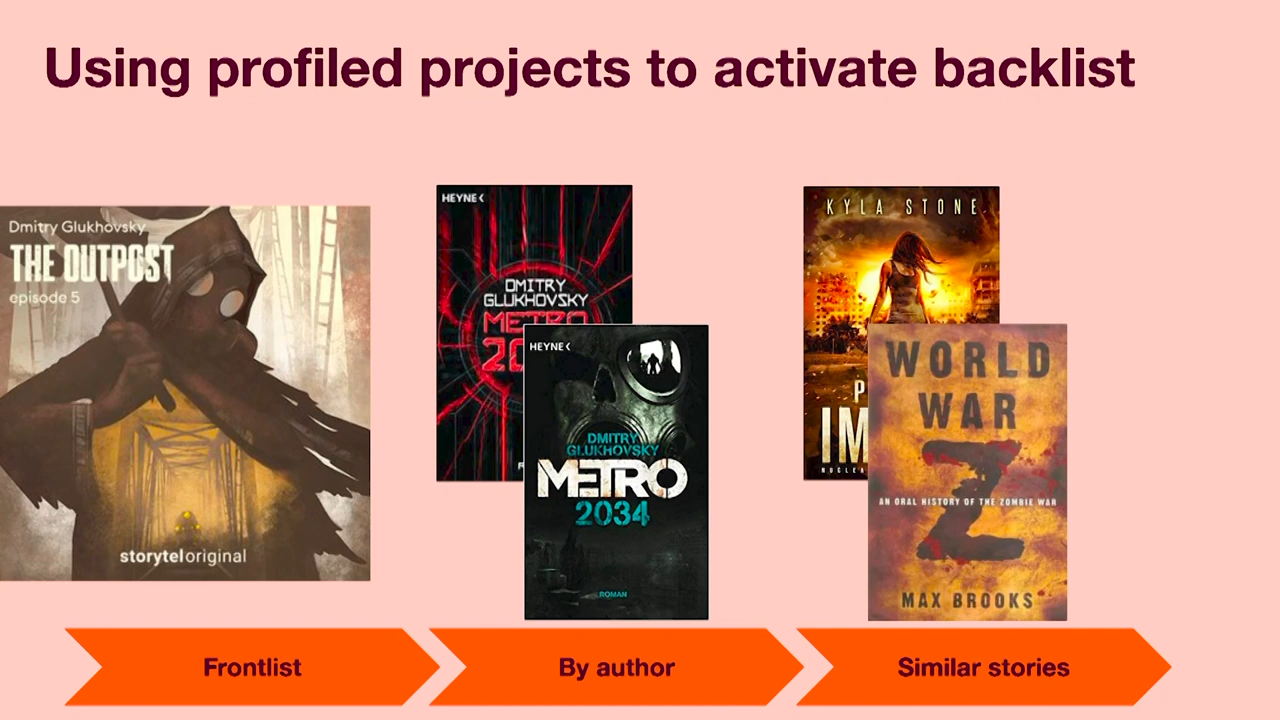 Using profiled projects to activate backlist
Dmitry Glukhovsky
THE OUTPOST
episode 5
storyteloriginal
HEYNE<
DMITRY
GLUKHOVSKY
METRO
HEYNE<
DMITRY
GLUKHOVSKY
METRO
2034
ROMAN
KYLA STONE
WORLD
WAR
Z
AN ORAL HISTORY OF THE ZOMBIE WAR
MAX BROOKS
Frontlist
By author
Similar stories